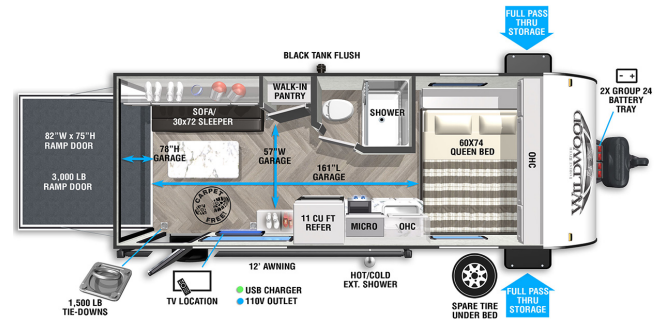 FULL PASS
THRU
STORAGE
BLACK TANK FLUSH
WALK-IN
PANTRY
SHOWER
SOFA/
30x72 SLEEPER
2X GROUP 24
BATTERY
TRAY
82"W x 75"H
RAMP DOOR
3,000 LB
RAMP DOOR
78"H
GARAGE
57"W
GARAGE
161"L
GARAGE
60X74
QUEEN BED
OHC
WILDWOOD
CARPET
FREE!
11 CU FT
REFER
MICRO
OHC
12' AWNING
HOT/COLD
EXT. SHOWER
1,500 LB
TIE-DOWNS
TV LOCATION
USB CHARGER
110V OUTLET
SPARE TIRE
UNDER BED
FULL PASS
THRU
STORAGE